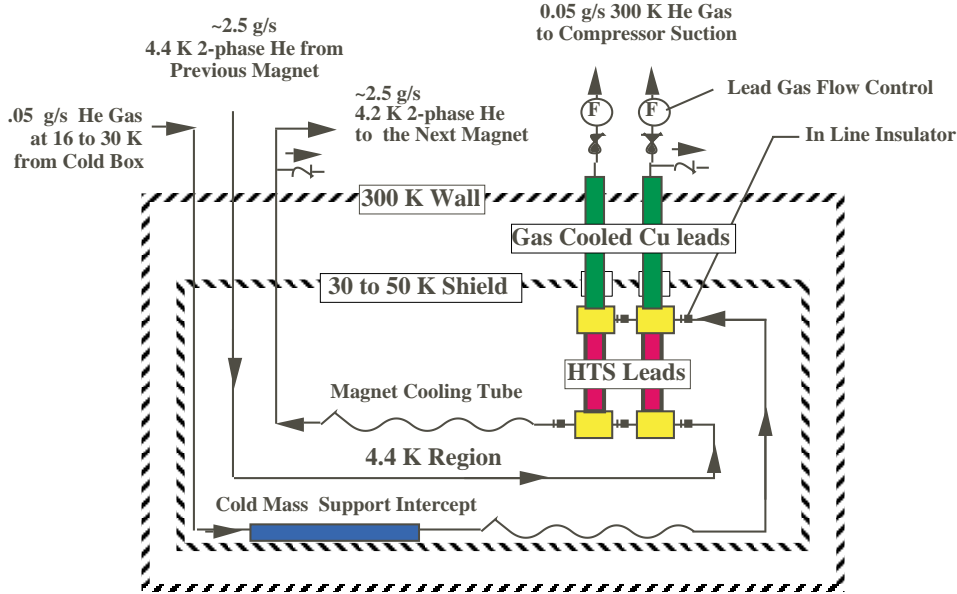 ~2.5 g/s
4.4 K 2-phase He from
Previous Magnet
0.05 g/s 300 K He Gas
to Compressor Suction
.05 g/s He Gas
at 16 to 30 K
from Cold Box
~2.5 g/s
4.2 K 2-phase He
to the Next Magnet
F
F
Lead Gas Flow Control
In Line Insulator
300 K Wall
Gas Cooled Cu leads
30 to 50 K Shield
HTS Leads
Magnet Cooling Tube
4.4 K Region
Cold Mass Support Intercept